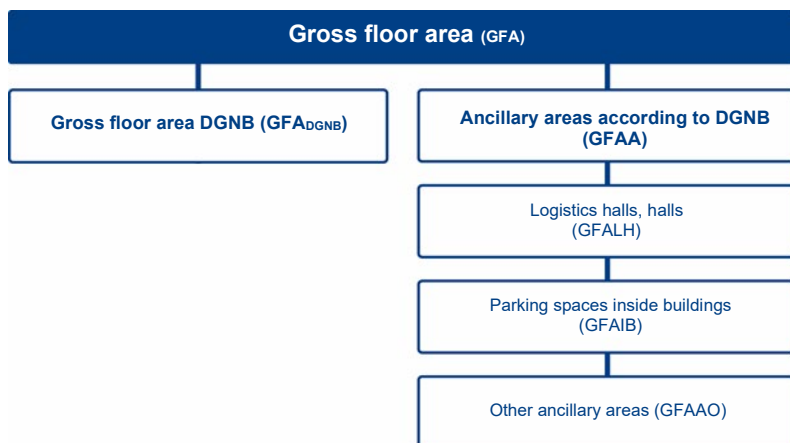 Gross floor area (GFA)
Gross floor area DGNB (GFADGNB)
Ancillary areas according to DGNB
(GFAA)
Logistics halls, halls
(GFALH)
Parking spaces inside buildings
(GFAIB)
Other ancillary areas (GFAAO)